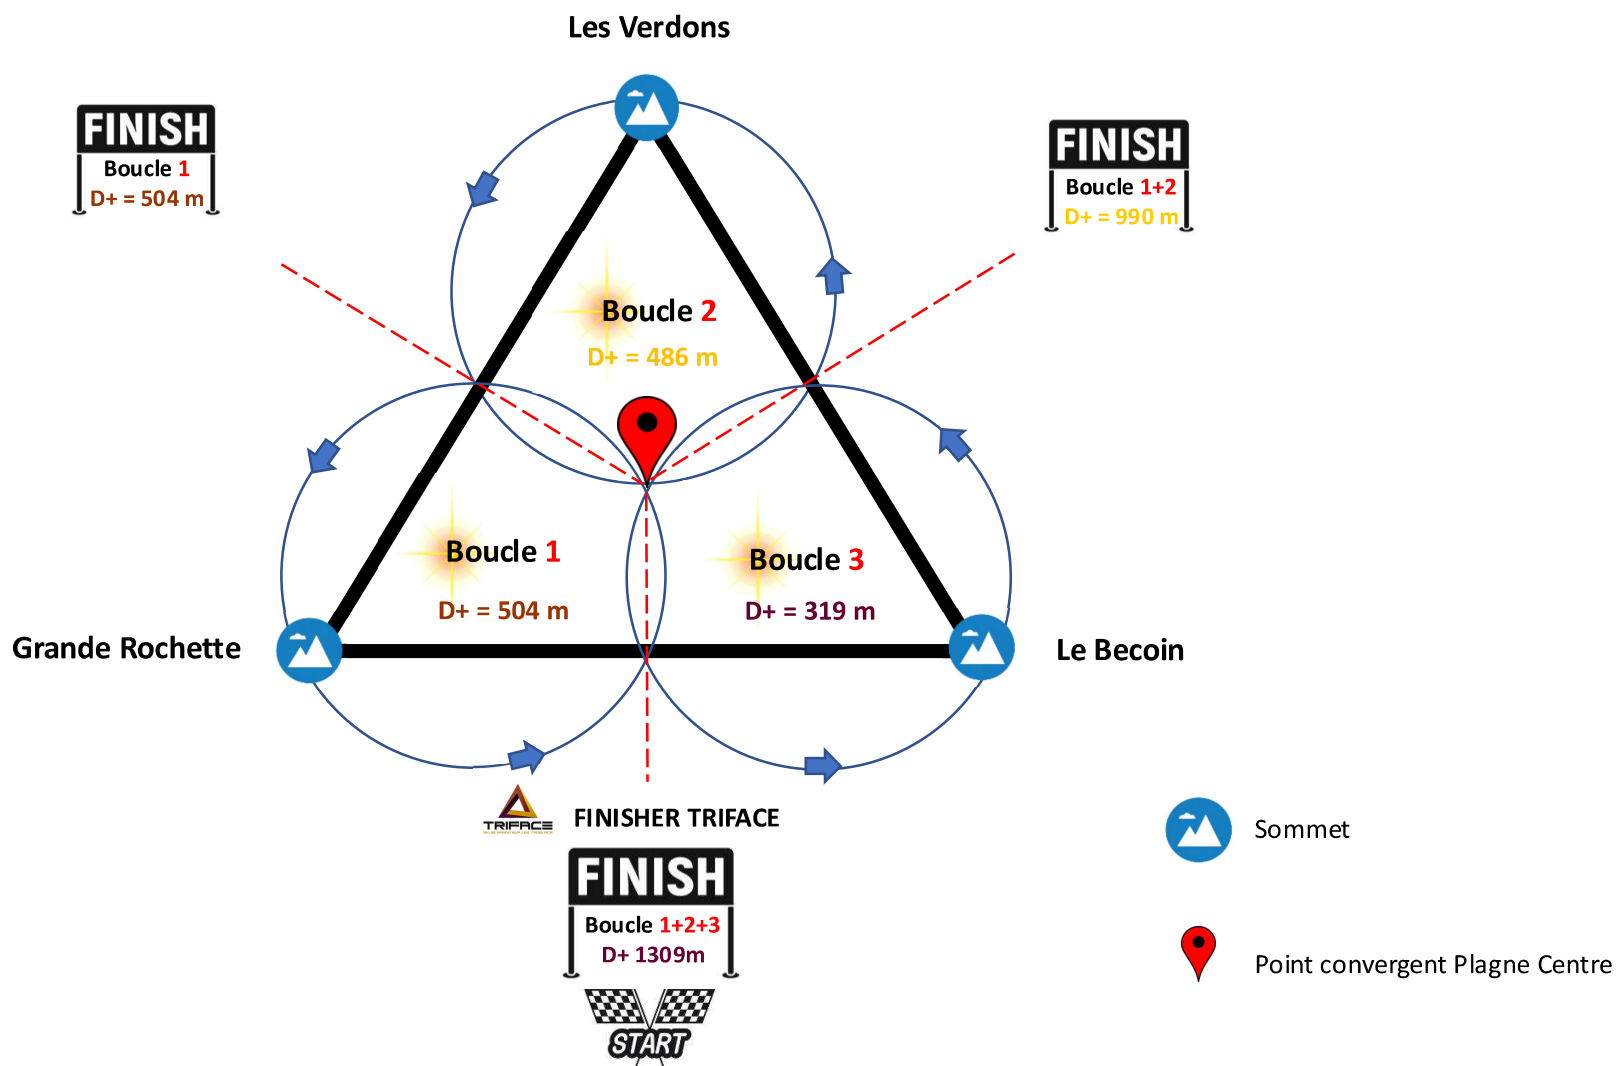 Les Verdons
FINISH
Boucle 1
D+ = 504 m
FINISH
Boucle 1+2
D+ = 990 m
Boucle 2
D+ = 486 m
Boucle 1
D+ = 504 m
Boucle 3
D+ = 319 m
Grande Rochette
Le Becoin
TRIFACE
FINISHER TRIFACE
FINISH
Boucle 1+2+3
D+ 1309m
START
Sommet
Point convergent Plagne Centre